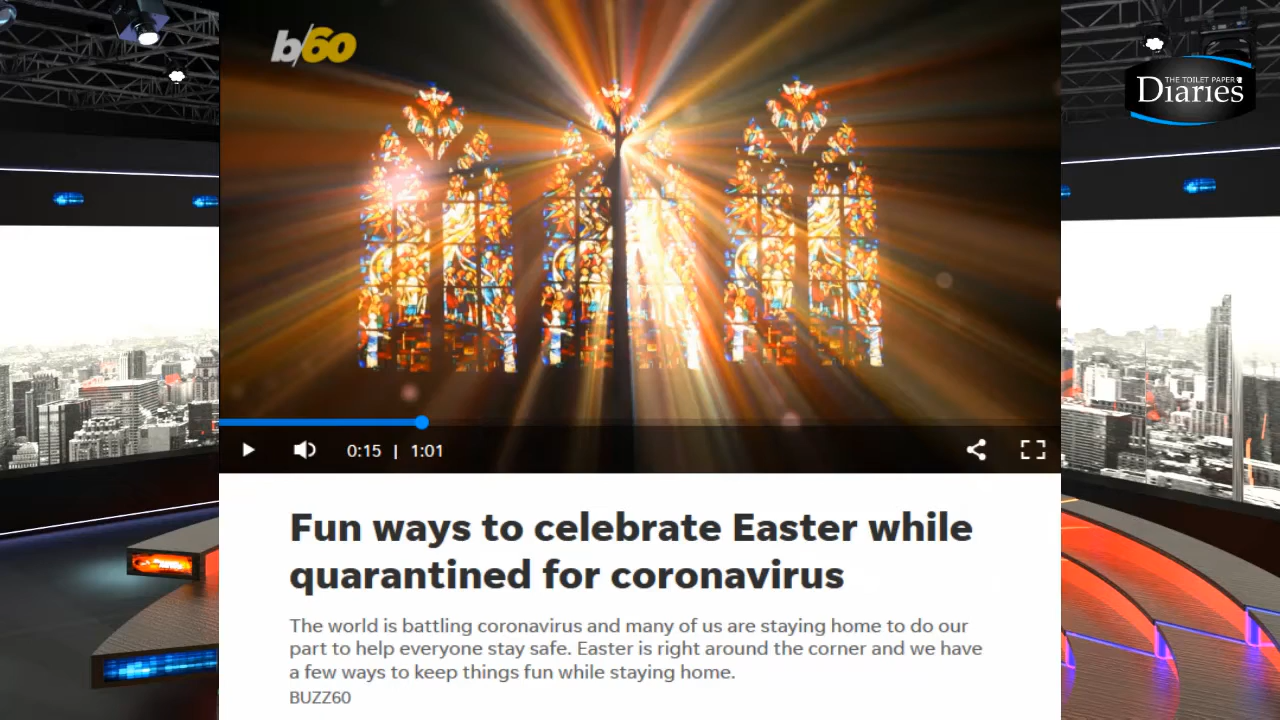 b/60
THE TOILET PAPER
Diaries
0:15 | 1:01
Fun ways to celebrate Easter while
quarantined for coronavirus
The world is battling coronavirus and many of us are staying home to do our
part to help everyone stay safe. Easter is right around the corner and we have
a few ways to keep things fun while staying home.
BUZZ60